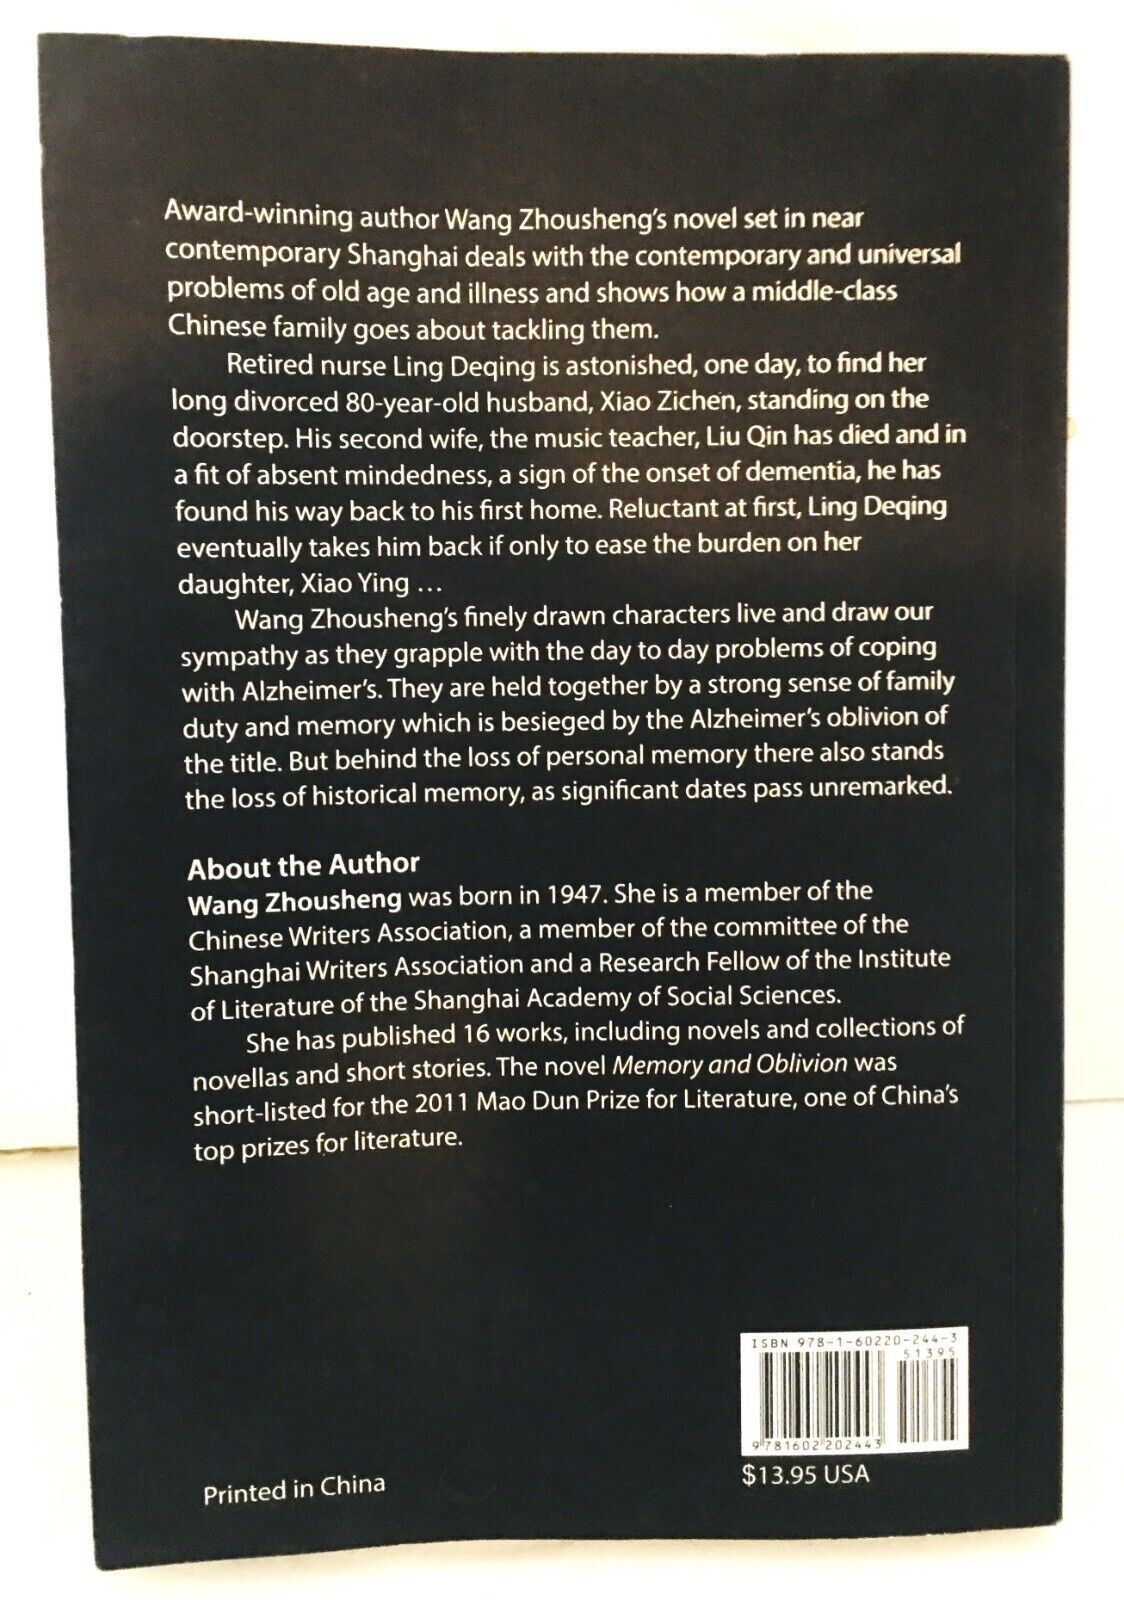 Award-winning author Wang Zhousheng's novel set in near
contemporary Shanghai deals with the contemporary and universal
problems of old age and illness and shows how a middle-class
Chinese family goes about tackling them.
Retired nurse Ling Deqing is astonished, one day, to find her
long divorced 80-year-old husband, Xiao Zichen, standing on the
doorstep. His second wife, the music teacher, Liu Qin has died and in
a fit of absent mindedness, a sign of the onset of dementia, he has
found his way back to his first home. Reluctant at first, Ling Deqing
eventually takes him back if only to ease the burden on her
daughter, Xiao Ying ...
Wang Zhousheng's finely drawn characters live and draw our
sympathy as they grapple with the day to day problems of coping
with Alzheimer's. They are held together by a strong sense of family
duty and memory which is besieged by the Alzheimer's oblivion of
the title. But behind the loss of personal memory there also stands
the loss of historical memory, as significant dates pass unremarked.
About the Author
Wang Zhousheng was born in 1947. She is a member of the
Chinese Writers Association, a member of the committee of the
Shanghai Writers Association and a Research Fellow of the Institute
of Literature of the Shanghai Academy of Social Sciences.
She has published 16 works, including novels and collections of
novellas and short stories. The novel Memory and Oblivion was
short-listed for the 2011 Mao Dun Prize for Literature, one of China's
top prizes for literature.
ISBN 978-1-60220-244-3
51395
9781602202443
$13.95 USA
Printed in China